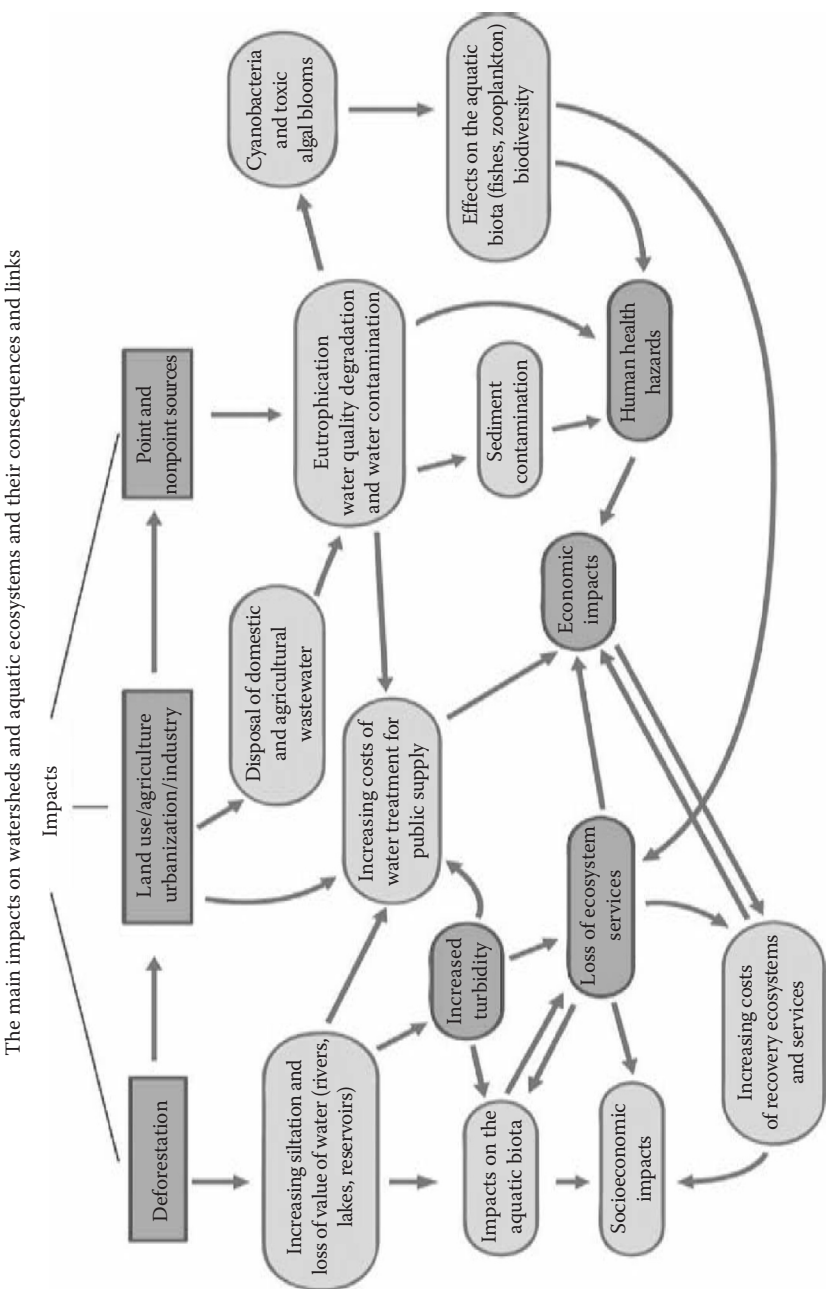 The main impacts on watersheds and aquatic ecosystems and their consequences and links
Impacts
Deforestation
Land use/agriculture
urbanization/industry
Point and
nonpoint sources
Cyanobacteria
and toxic
algal blooms
Disposal of domestic
and agricultural
wastewater
Increasing siltation and
loss of value of water (rivers,
lakes, reservoirs)
Increasing costs of
water treatment for
public supply
Eutrophication
water quality degradation
and water contamination
Effects on the aquatic
biota (fishes, zooplankton)
biodiversity
Increased
turbidity
Sediment
contamination
Impacts on the
aquatic biota
Loss of ecosystem
services
Economic
impacts
Human health
hazards
Socioeconomic
impacts
Increasing costs
of recovery ecosystems
and services